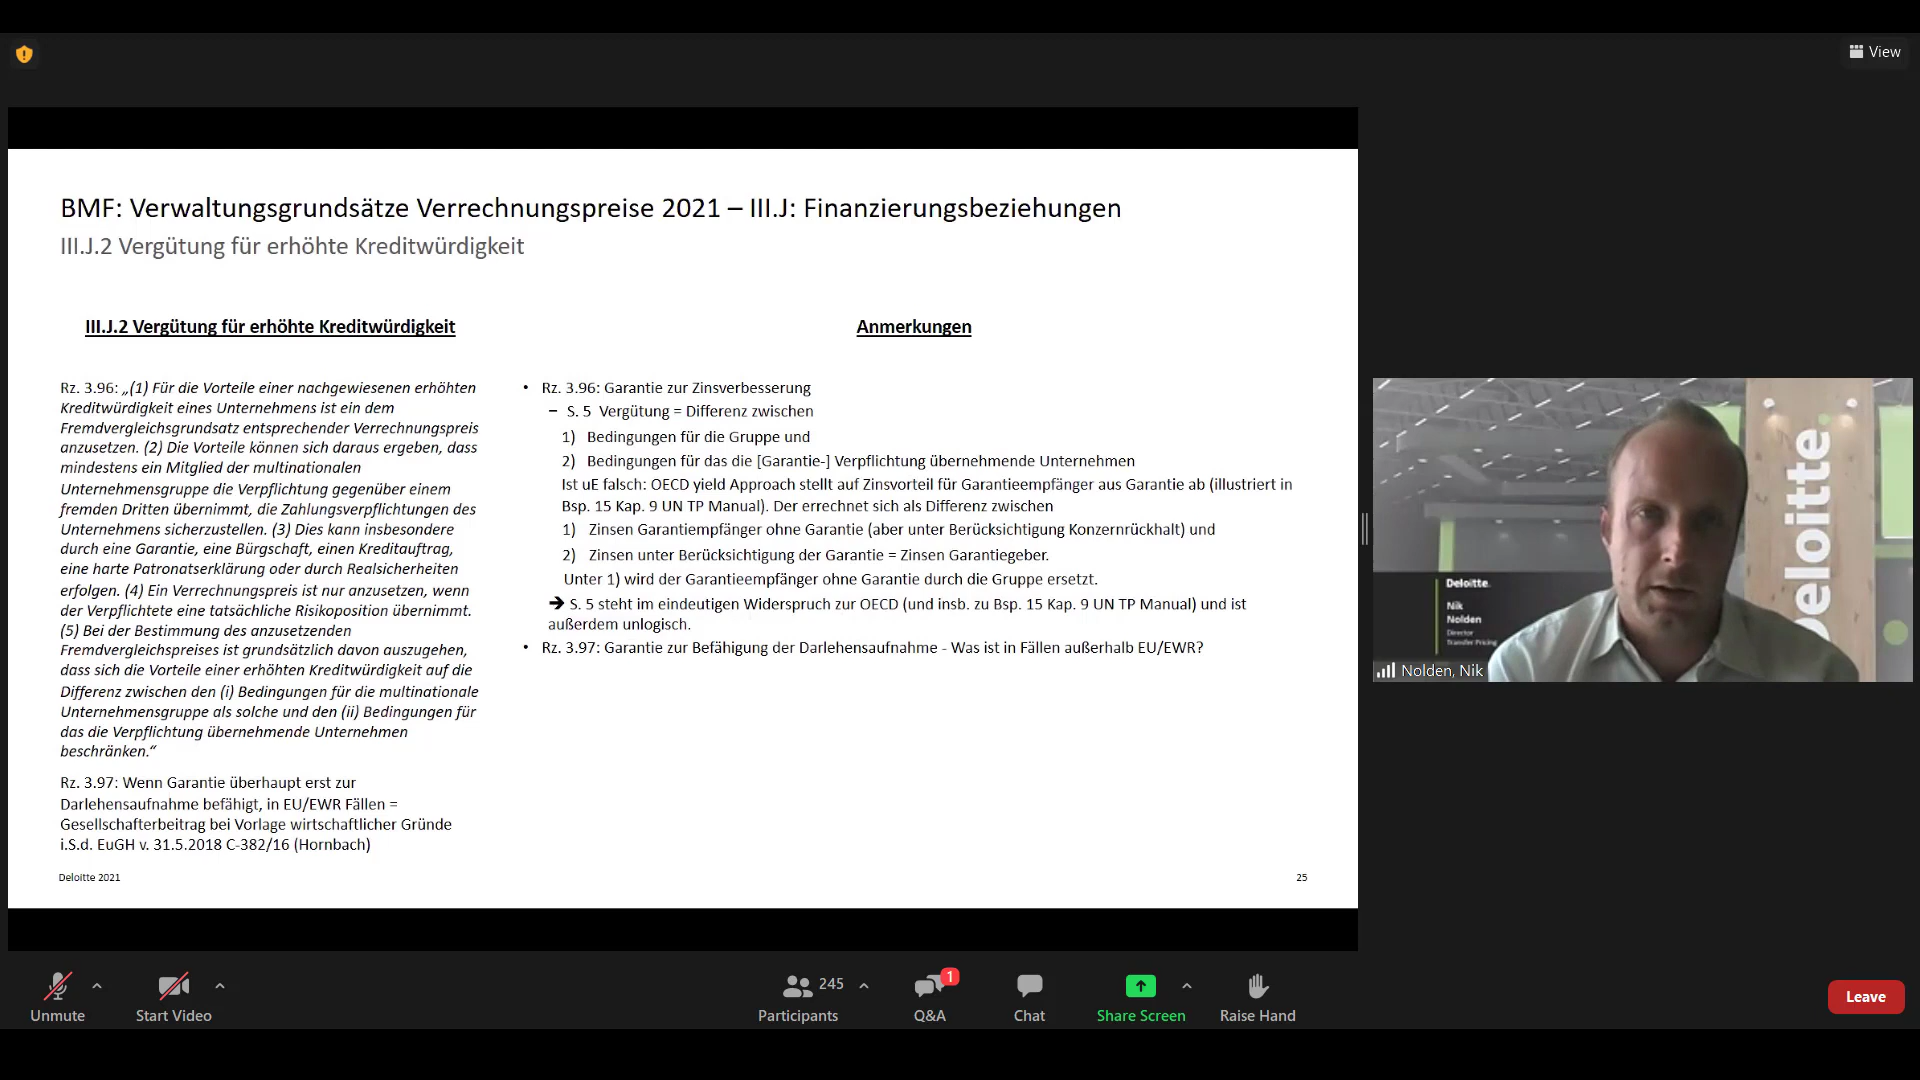 View
BMF: Verwaltungsgrundsätze Verrechnungspreise 2021 – III.J: Finanzierungsbeziehungen
III.J.2 Vergütung für erhöhte Kreditwürdigkeit
III.J.2 Vergütung für erhöhte Kreditwürdigkeit
Rz. 3.96: „(1) Für die Vorteile einer nachgewiesenen erhöhten
Kreditwürdigkeit eines Unternehmens ist ein dem
Fremdvergleichsgrundsatz entsprechender Verrechnungspreis
anzusetzen. (2) Die Vorteile können sich daraus ergeben, dass
mindestens ein Mitglied der multinationalen
Unternehmensgruppe die Verpflichtung gegenüber einem
fremden Dritten übernimmt, die Zahlungsverpflichtungen des
Unternehmens sicherzustellen. (3) Dies kann insbesondere
durch eine Garantie, eine Bürgschaft, einen Kreditauftrag,
eine harte Patronatserklärung oder durch Realsicherheiten
erfolgen. (4) Ein Verrechnungspreis ist nur anzusetzen, wenn
der Verpflichtete eine tatsächliche Risikoposition übernimmt.
(5) Bei der Bestimmung des anzusetzenden
Fremdvergleichspreises ist grundsätzlich davon auszugehen,
dass sich die Vorteile einer erhöhten Kreditwürdigkeit auf die
Differenz zwischen den (i) Bedingungen für die multinationale
Unternehmensgruppe als solche und den (ii) Bedingungen für
das die Verpflichtung übernehmende Unternehmen
beschränken.“
Rz. 3.97: Wenn Garantie überhaupt erst zur
Darlehensaufnahme befähigt, in EU/EWR Fällen =
Gesellschafterbeitrag bei Vorlage wirtschaftlicher Gründe
i.S.d. EuGH v. 31.5.2018 C-382/16 (Hornbach)
Anmerkungen
• Rz. 3.96: Garantie zur Zinsverbesserung
– S. 5 Vergütung = Differenz zwischen
1) Bedingungen für die Gruppe und
2) Bedingungen für das die [Garantie-] Verpflichtung übernehmende Unternehmen
Ist uE falsch: OECD yield Approach stellt auf Zinsvorteil für Garantieempfänger aus Garantie ab (illustriert in
Bsp. 15 Kap. 9 UN TP Manual). Der errechnet sich als Differenz zwischen
1) Zinsen Garantiempfänger ohne Garantie (aber unter Berücksichtigung Konzernrückhalt) und
2) Zinsen unter Berücksichtigung der Garantie = Zinsen Garantiegeber.
Unter 1) wird der Garantieempfänger ohne Garantie durch die Gruppe ersetzt.
➔ S. 5 steht im eindeutigen Widerspruch zur OECD (und insb. zu Bsp. 15 Kap. 9 UN TP Manual) und ist
außerdem unlogisch.
• Rz. 3.97: Garantie zur Befähigung der Darlehensaufnahme - Was ist in Fällen außerhalb EU/EWR?
Deloitte 2021
25
Deloitte.
Deloitte.
Nik
Nolden
Director
Transfer Pricing
Nolden, Nik
Unmute
Start Video
245
Participants
1
Q&A
Chat
Share Screen
Raise Hand
Leave